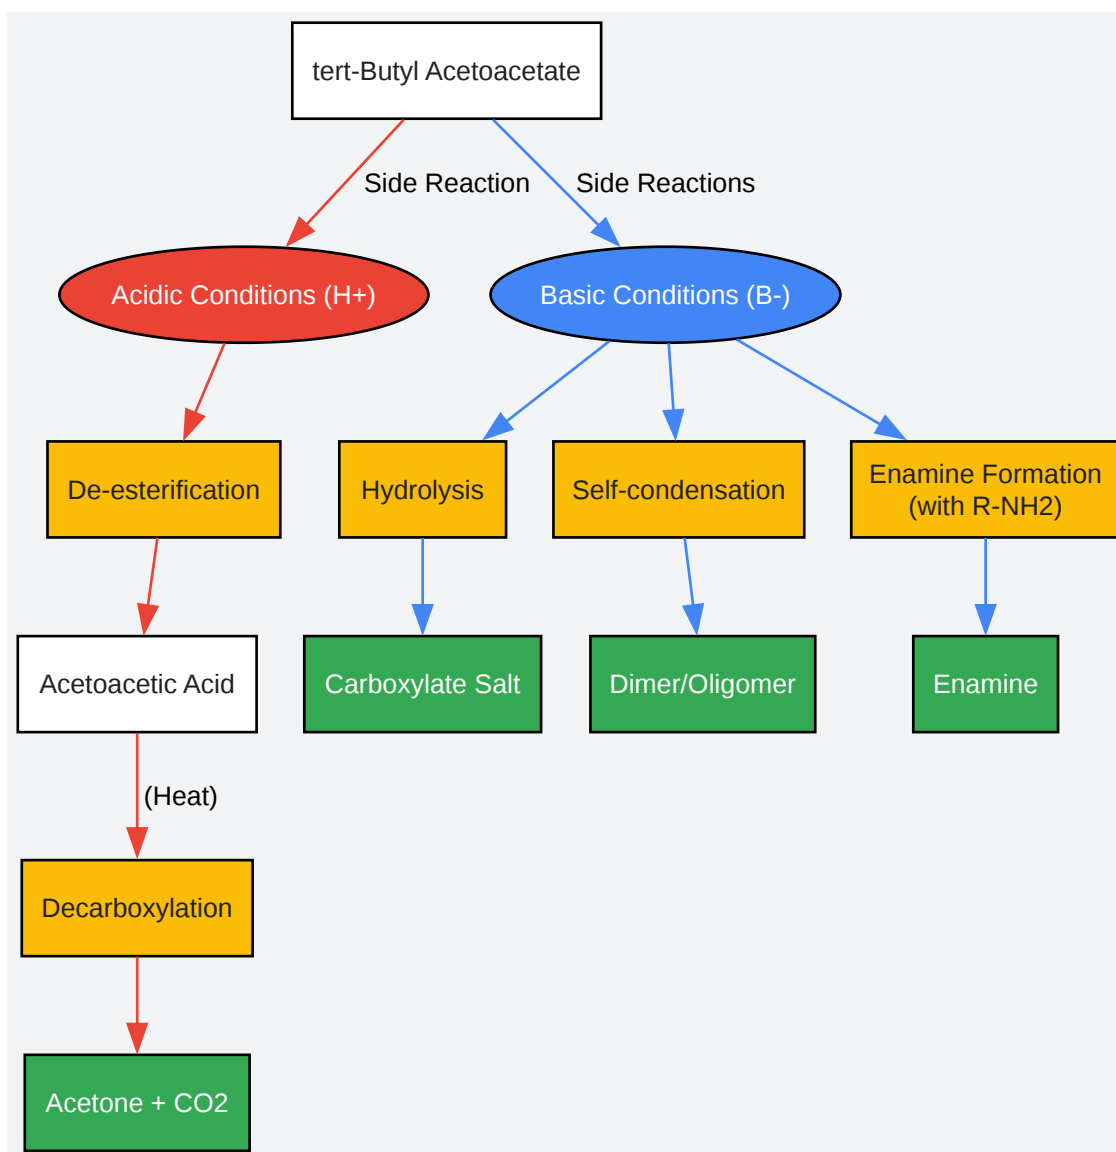 tert-Butyl Acetoacetate
Side Reaction
Side Reactions
Acidic Conditions (H+)
Basic Conditions (B-)
De-esterification
Hydrolysis
Self-condensation
Enamine Formation
(with R-NH2)
Acetoacetic Acid
Carboxylate Salt
Dimer/Oligomer
Enamine
(Heat)
Decarboxylation
Acetone + CO2